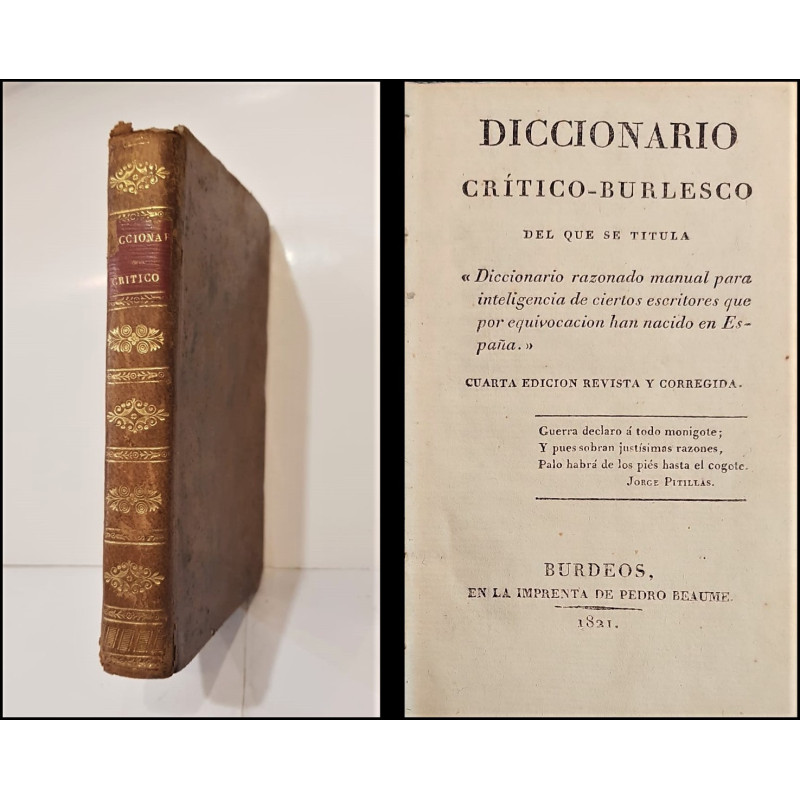 CCIONAR
CRITICO
DICCIONARIO
CRÍTICO-BURLESCO
DEL QUE SE TITULA
« Diccionario razonado manual para
inteligencia de ciertos escritores que
por equivocacion han nacido en Es-
paña. »
CUARTA EDICION REVISTA Y CORREGIDA.
Guerra declaro á todo monigote;
Y pues sobran justísimas razones,
Palo habrá de los piés hasta el cogote.
JORGE PITILLAS.
BURDEOS,
EN LA IMPRENTA DE PEDRO BEAUME.
1821.